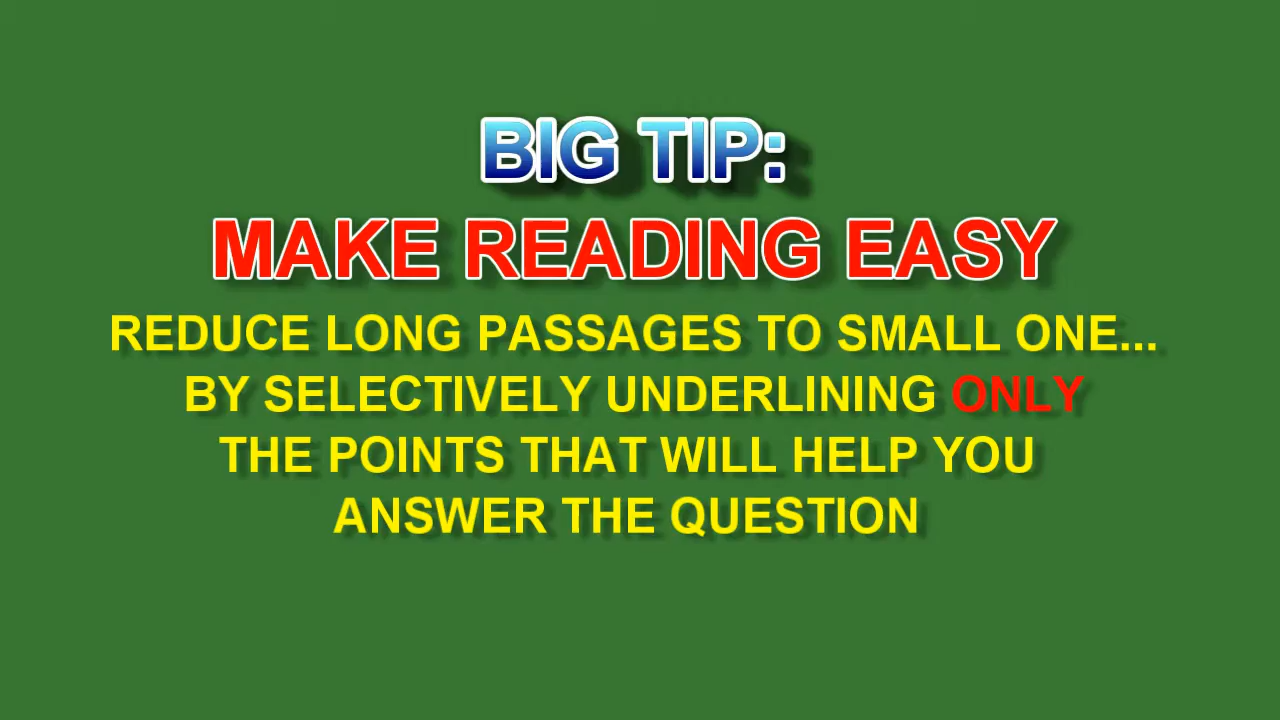 BIG TIP:
MAKE READING EASY
REDUCE LONG PASSAGES TO SMALL ONE...
BY SELECTIVELY UNDERLINING ONLY
THE POINTS THAT WILL HELP YOU
ANSWER THE QUESTION